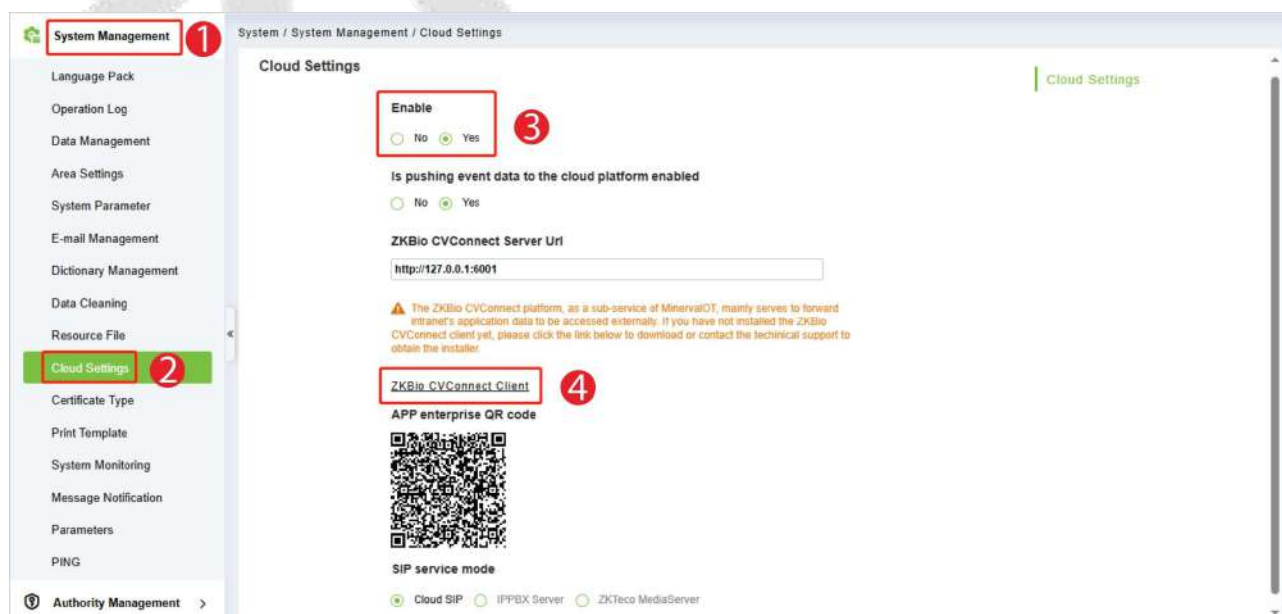 System Management
1
Language Pack
Operation Log
Data Management
Area Settings
System Parameter
E-mail Management
Dictionary Management
Data Cleaning
Resource File
Cloud Settings
2
Certificate Type
Print Template
System Monitoring
Message Notification
Parameters
PING
Authority Management >
System / System Management / Cloud Settings
Cloud Settings
Cloud Settings
Enable
No Yes
3
Is pushing event data to the cloud platform enabled
No Yes
ZKBio CVConnect Server Url
http://127.0.0.1:6001
The ZKBio CVConnect platform, as a sub-service of MinervaIOT, mainly serves to forward
intranet's application data to be accessed externally. If you have not installed the ZKBio
CVConnect client yet, please click the link below to download or contact the techinical support to
obtain the installer.
ZKBio CVConnect Client
4
APP enterprise QR code
SIP service mode
Cloud SIP IPPBX Server ZKTeco MediaServer